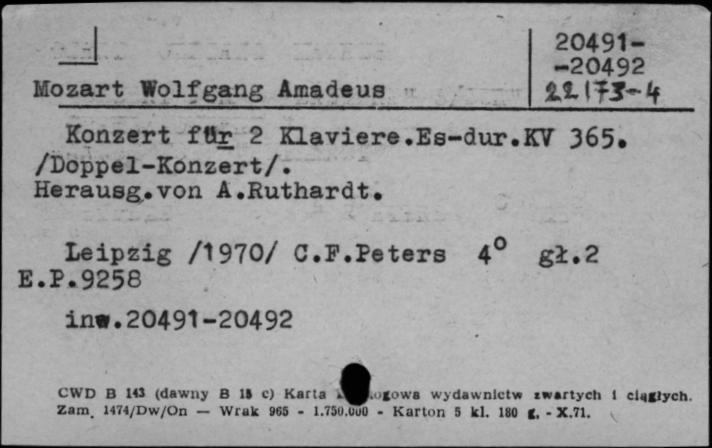 20491-
-20492
Mozart Wolfgang Amadeus
22173-4
Konzert für 2 Klaviere.Es-dur.KV 365.
/Doppel-Konzert/.
Herausg.von A.Ruthardt.
Leipzig /1970/ C.F.Peters 4° gł.2
E.P.9258
inw.20491-20492
CWD B 143 (dawny B 15 c) Karta wydawnictw zwartych i ciągłych.
Zam. 1474/Dw/On — Wrak 965 - 1.750.000 - Karton 5 kl. 180 g. - X.71.